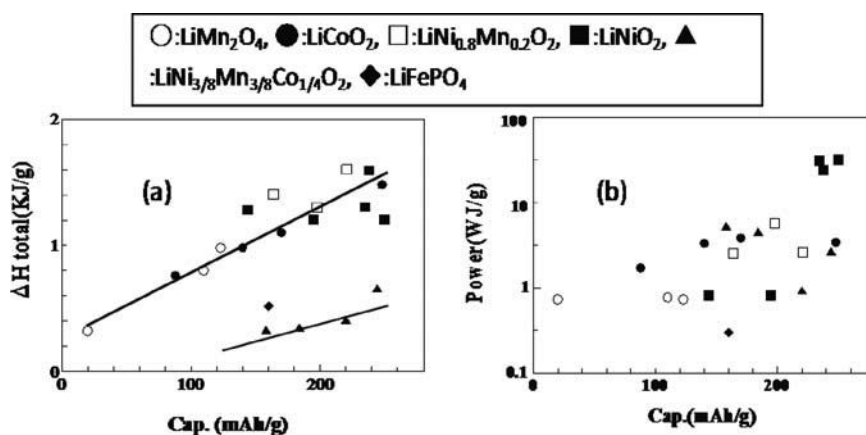 ○:LiMn₂O₄, ●:LiCoO₂, □:LiNi₀.₈Mn₀.₂O₂, ■:LiNiO₂, ▲
:LiNi₃/₈Mn₃/₈Co₁/₄O₂, ◆:LiFePO₄
2
(a)
ΔH total(KJ/g)
1
0
0
200
Cap. (mAh/g)
100
(b)
Power(WJ/g)
10
1
0.1
0
100
200
Cap.(mAh/g)